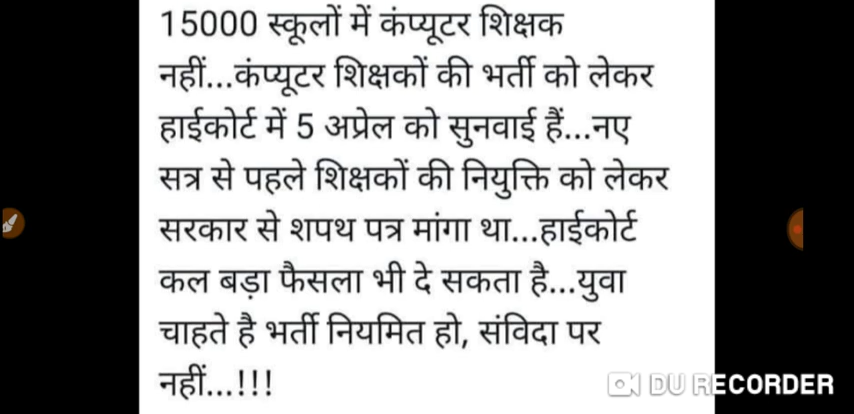 15000 स्कूलों में कंप्यूटर शिक्षक
नहीं...कंप्यूटर शिक्षकों की भर्ती को लेकर
हाईकोर्ट में 5 अप्रेल को सुनवाई हैं...नए
सत्र से पहले शिक्षकों की नियुक्ति को लेकर
सरकार से शपथ पत्र मांगा था...हाईकोर्ट
कल बड़ा फैसला भी दे सकता है...युवा
चाहते है भर्ती नियमित हो, संविदा पर
नहीं...!!!
DU RECORDER